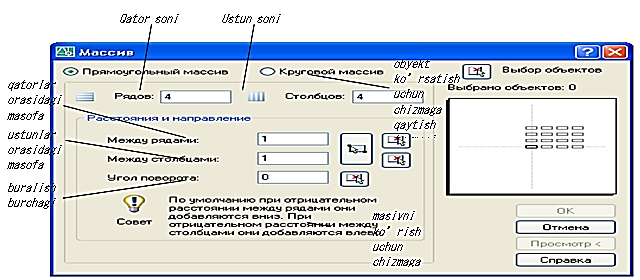 Qator soni
Ustun soni
Массив
Прямоугольный массив
Круговой массив
obyekt
ko'rsatish
uchun
chizmaga
qaytish
Выбор объектов
Выбрано объектов: 0
qatorlar
orasidagi
masofa
Рядов: 4
Столбцов: 4
Расстояния и направление
ustunlar
orasidagi
masofa
Между рядами: 1
Между столбцами: 1
Угол поворота: 0
buralish
burchagi
Совет
По умолчанию при отрицательном
расстоянии между рядами они
добавляются вниз. При
отрицательном расстоянии между
столбцами они добавляются влево.
masivni
ko'rish
uchun
chizmaga
OK
Отмена
Просмотр <
Справка